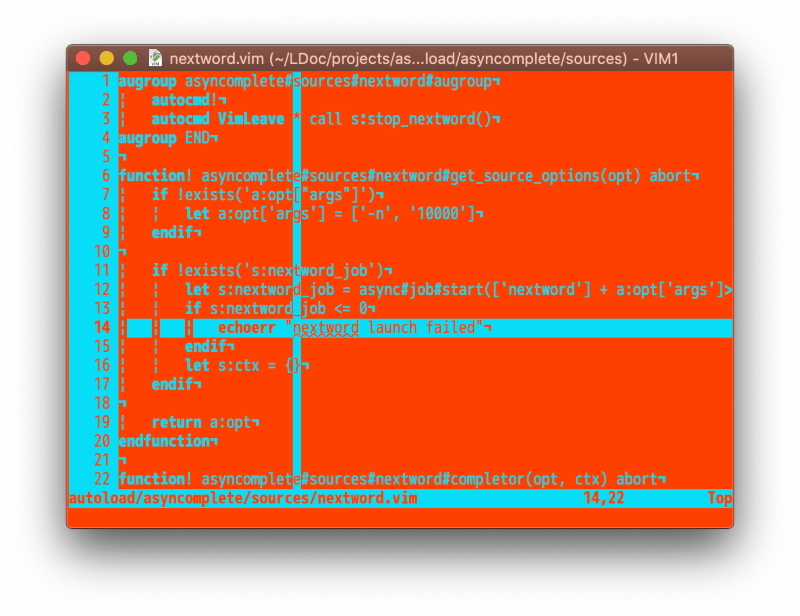 nextword.vim (~/LDoc/projects/as...load/asyncomplete/sources) - VIM1
1 augroup asyncomplete#sources#nextword#augroup¬
2 ¦   autocmd!¬
3 ¦   autocmd VimLeave * call s:stop_nextword()¬
4 augroup END¬
5 ¬
6 function! asyncomplete#sources#nextword#get_source_options(opt) abort¬
7 ¦   if !exists('a:opt["args"]')¬
8 ¦   ¦   let a:opt['args'] = ['-n', '10000']¬
9 ¦   endif¬
10 ¬
11 ¦   if !exists('s:nextword_job')¬
12 ¦   ¦   let s:nextword_job = async#job#start(['nextword'] + a:opt['args']>
13 ¦   ¦   if s:nextword_job <= 0¬
14 ¦   ¦   ¦   echoerr "nextword launch failed"¬
15 ¦   ¦   endif¬
16 ¦   ¦   let s:ctx = {}¬
17 ¦   endif¬
18 ¬
19 ¦   return a:opt¬
20 endfunction¬
21 ¬
22 function! asyncomplete#sources#nextword#completor(opt, ctx) abort¬
autoload/asyncomplete/sources/nextword.vim 14,22 Top